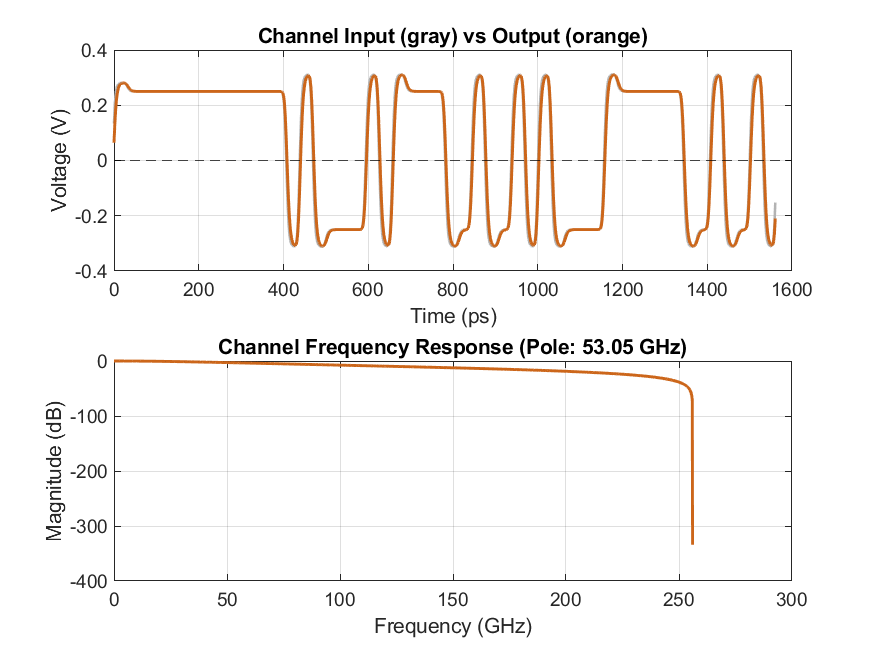 Channel Input (gray) vs Output (orange)
0.4
0.2
0
-0.2
-0.4
Voltage (V)
0 200 400 600 800 1000 1200 1400 1600
Time (ps)
Channel Frequency Response (Pole: 53.05 GHz)
0
-100
-200
-300
-400
Magnitude (dB)
0 50 100 150 200 250 300
Frequency (GHz)